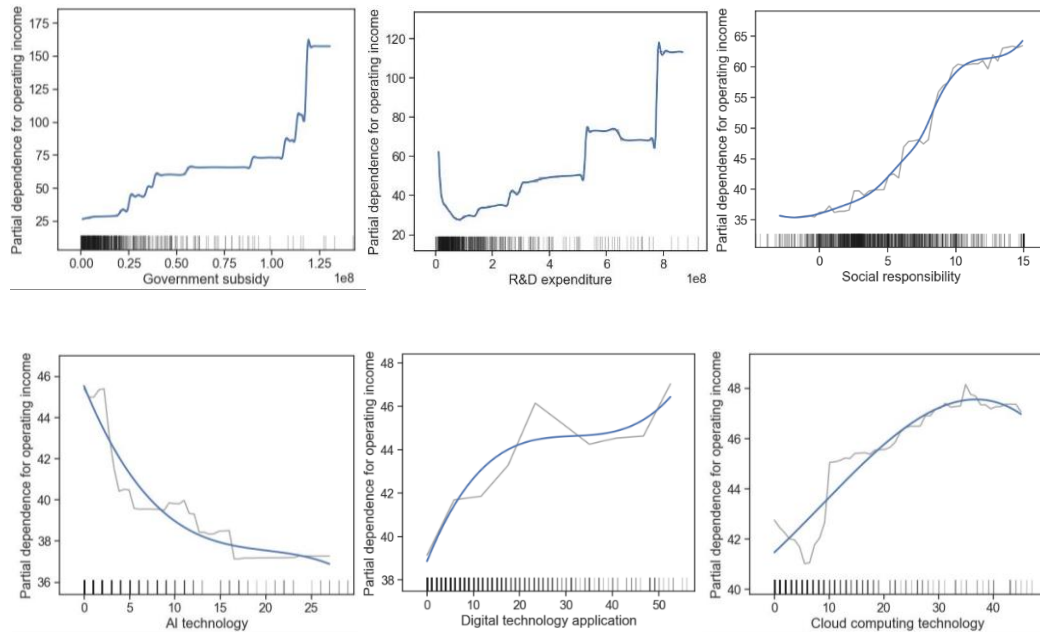 Partial dependence for operating income
175
150
125
100
75
50
25
0.00 0.25 0.50 0.75 1.00 1.25
Government subsidy 1e8
Partial dependence for operating income
120
100
80
60
40
20
0 2 4 6 8
R&D expenditure 1e8
Partial dependence for operating income
65
60
55
50
45
40
35
0 5 10 15
Social responsibility
Partial dependence for operating income
46
44
42
40
38
36
0 5 10 15 20 25
AI technology
Partial dependence for operating income
48
46
44
42
40
38
0 10 20 30 40 50
Digital technology application
Partial dependence for operating income
48
46
44
42
40
0 10 20 30 40
Cloud computing technology